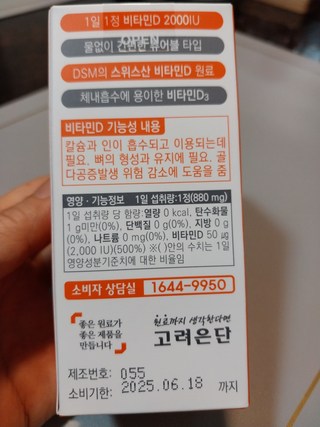 1일 1정 비타민D 2000IU
OPEN
물없이 간편한 츄어블 타입
DSM의 스위스산 비타민D 원료
체내흡수에 용이한 비타민D₃
비타민D 기능성 내용
칼슘과 인이 흡수되고 이용되는데
필요. 뼈의 형성과 유지에 필요. 골
다공증발생 위험 감소에 도움을 줌
영양·기능정보 1일 섭취량:1정(880 mg)
1일 섭취량 당 함량:열량 0 kcal, 탄수화물
1 g미만(0%), 단백질 0 g(0%), 지방 0 g
(0%), 나트륨 0 mg(0%), 비타민D 50 ㎍
(2,000 IU)(500%) ※( )안의 수치는 1일
영양성분기준치에 대한 비율임
소비자 상담실 1644-9950
좋은 원료가
좋은 제품을
만듭니다
원료까지 생각한다면
고려은단
제조번호: 055
소비기한: 2025.06.18 까지